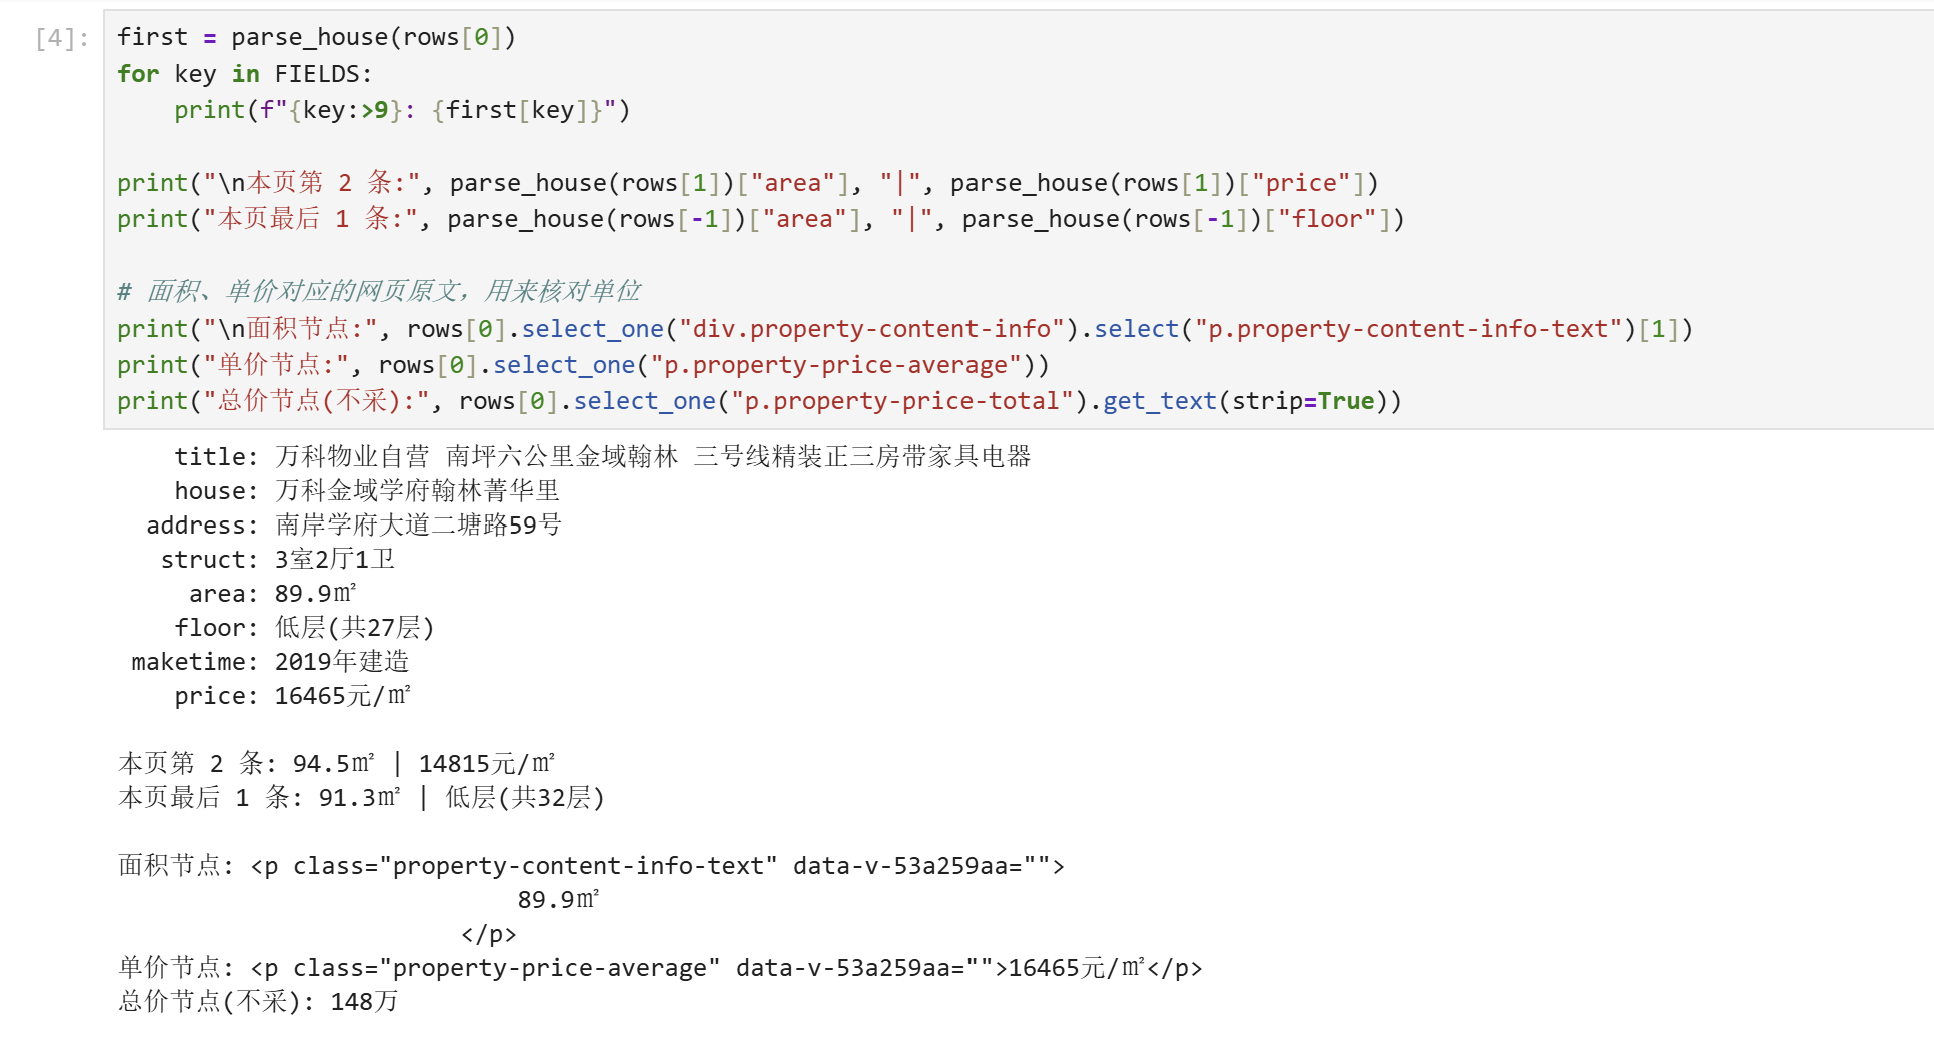 [4]:
first = parse_house(rows[0])
for key in FIELDS:
    print(f"{key:>9}: {first[key]}")

print("\n本页第 2 条:", parse_house(rows[1])["area"], "|", parse_house(rows[1])["price"])
print("本页最后 1 条:", parse_house(rows[-1])["area"], "|", parse_house(rows[-1])["floor"])

# 面积、单价对应的网页原文，用来核对单位
print("\n面积节点:", rows[0].select_one("div.property-content-info").select("p.property-content-info-text")[1])
print("单价节点:", rows[0].select_one("p.property-price-average"))
print("总价节点(不采):", rows[0].select_one("p.property-price-total").get_text(strip=True))
    title: 万科物业自营 南坪六公里金域翰林 三号线精装正三房带家具电器
    house: 万科金域学府翰林菁华里
  address: 南岸学府大道二塘路59号
   struct: 3室2厅1卫
     area: 89.9㎡
    floor: 低层(共27层)
 maketime: 2019年建造
    price: 16465元/㎡

本页第 2 条: 94.5㎡ | 14815元/㎡
本页最后 1 条: 91.3㎡ | 低层(共32层)

面积节点: <p class="property-content-info-text" data-v-53a259aa="">
                            89.9㎡
                        </p>
单价节点: <p class="property-price-average" data-v-53a259aa="">16465元/㎡</p>
总价节点(不采): 148万